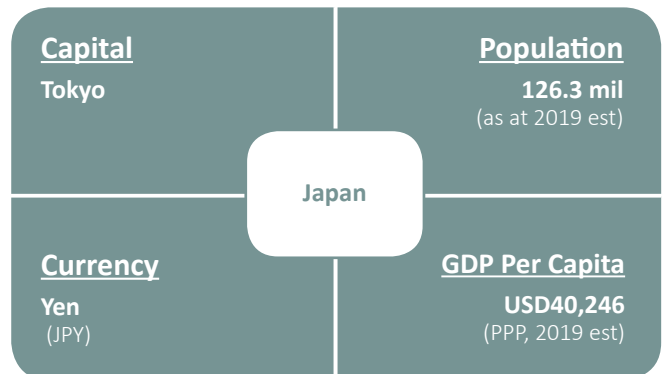 Capital
Tokyo
Population
126.3 mil
(as at 2019 est)
Japan
Currency
Yen
(JPY)
GDP Per Capita
USD40,246
(PPP, 2019 est)